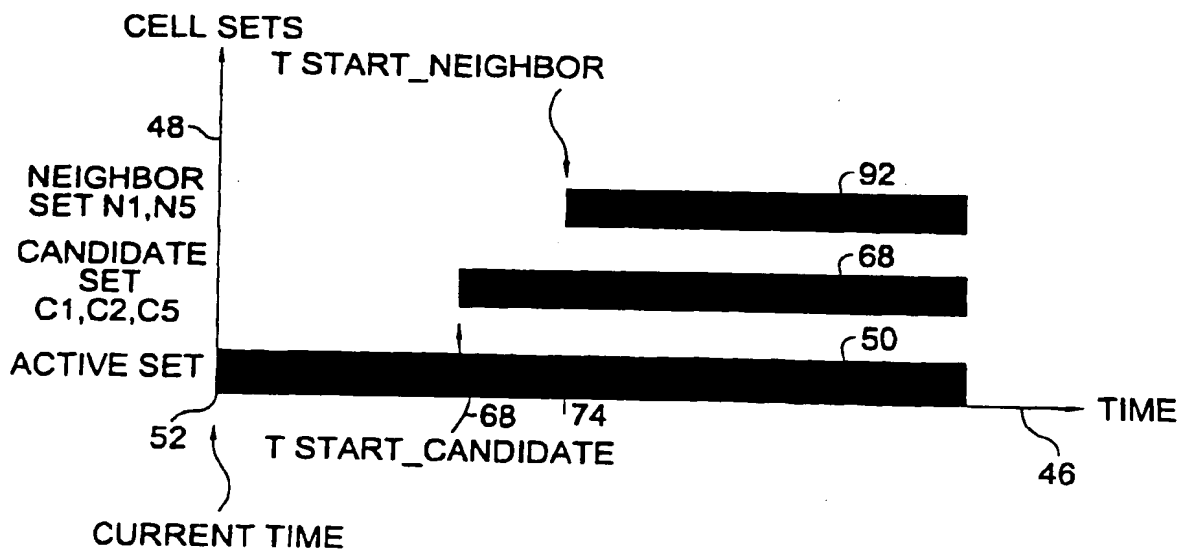 CELL SETS
T START_NEIGHBOR
48
NEIGHBOR
SET N1,N5
92
CANDIDATE
SET
C1,C2,C5
68
ACTIVE SET
50
TIME
52
68
74
T START_CANDIDATE
46
CURRENT TIME